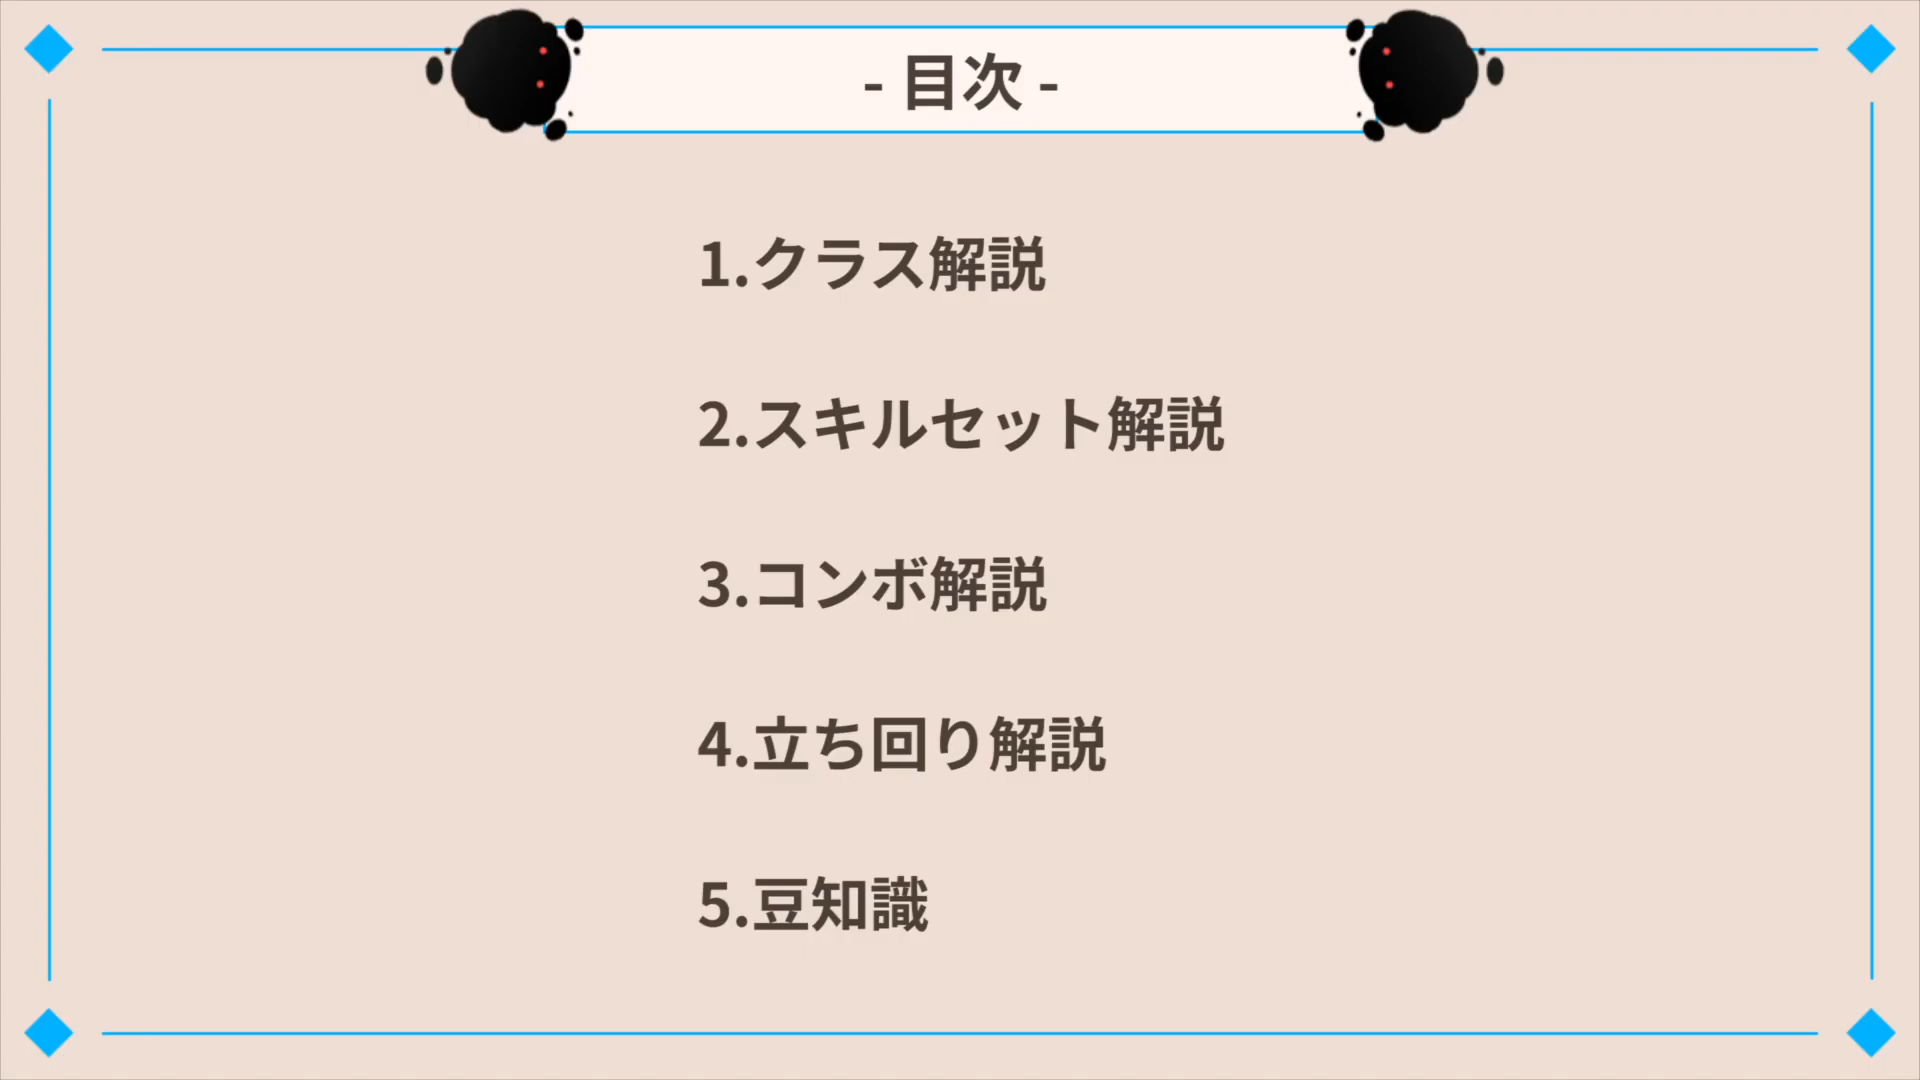 - 目次 -
1.クラス解説
2.スキルセット解説
3.コンボ解説
4.立ち回り解説
5.豆知識